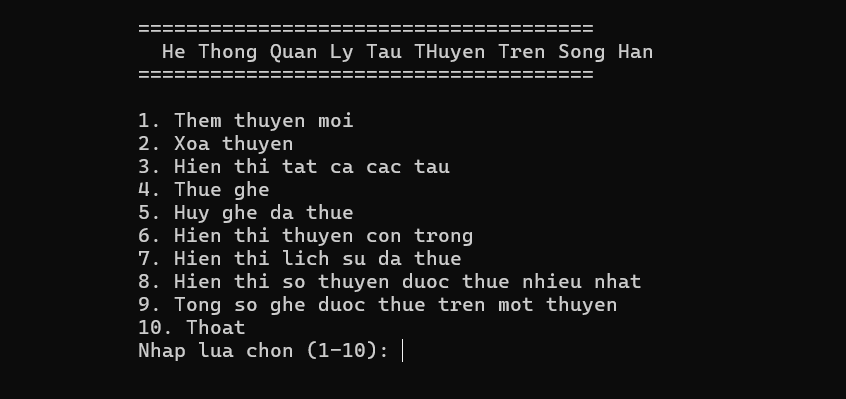 ======================================
He Thong Quan Ly Tau THuyen Tren Song Han
======================================
1. Them thuyen moi
2. Xoa thuyen
3. Hien thi tat ca cac tau
4. Thue ghe
5. Huy ghe da thue
6. Hien thi thuyen con trong
7. Hien thi lich su da thue
8. Hien thi so thuyen duoc thue nhieu nhat
9. Tong so ghe duoc thue tren mot thuyen
10. Thoat
Nhap lua chon (1-10):